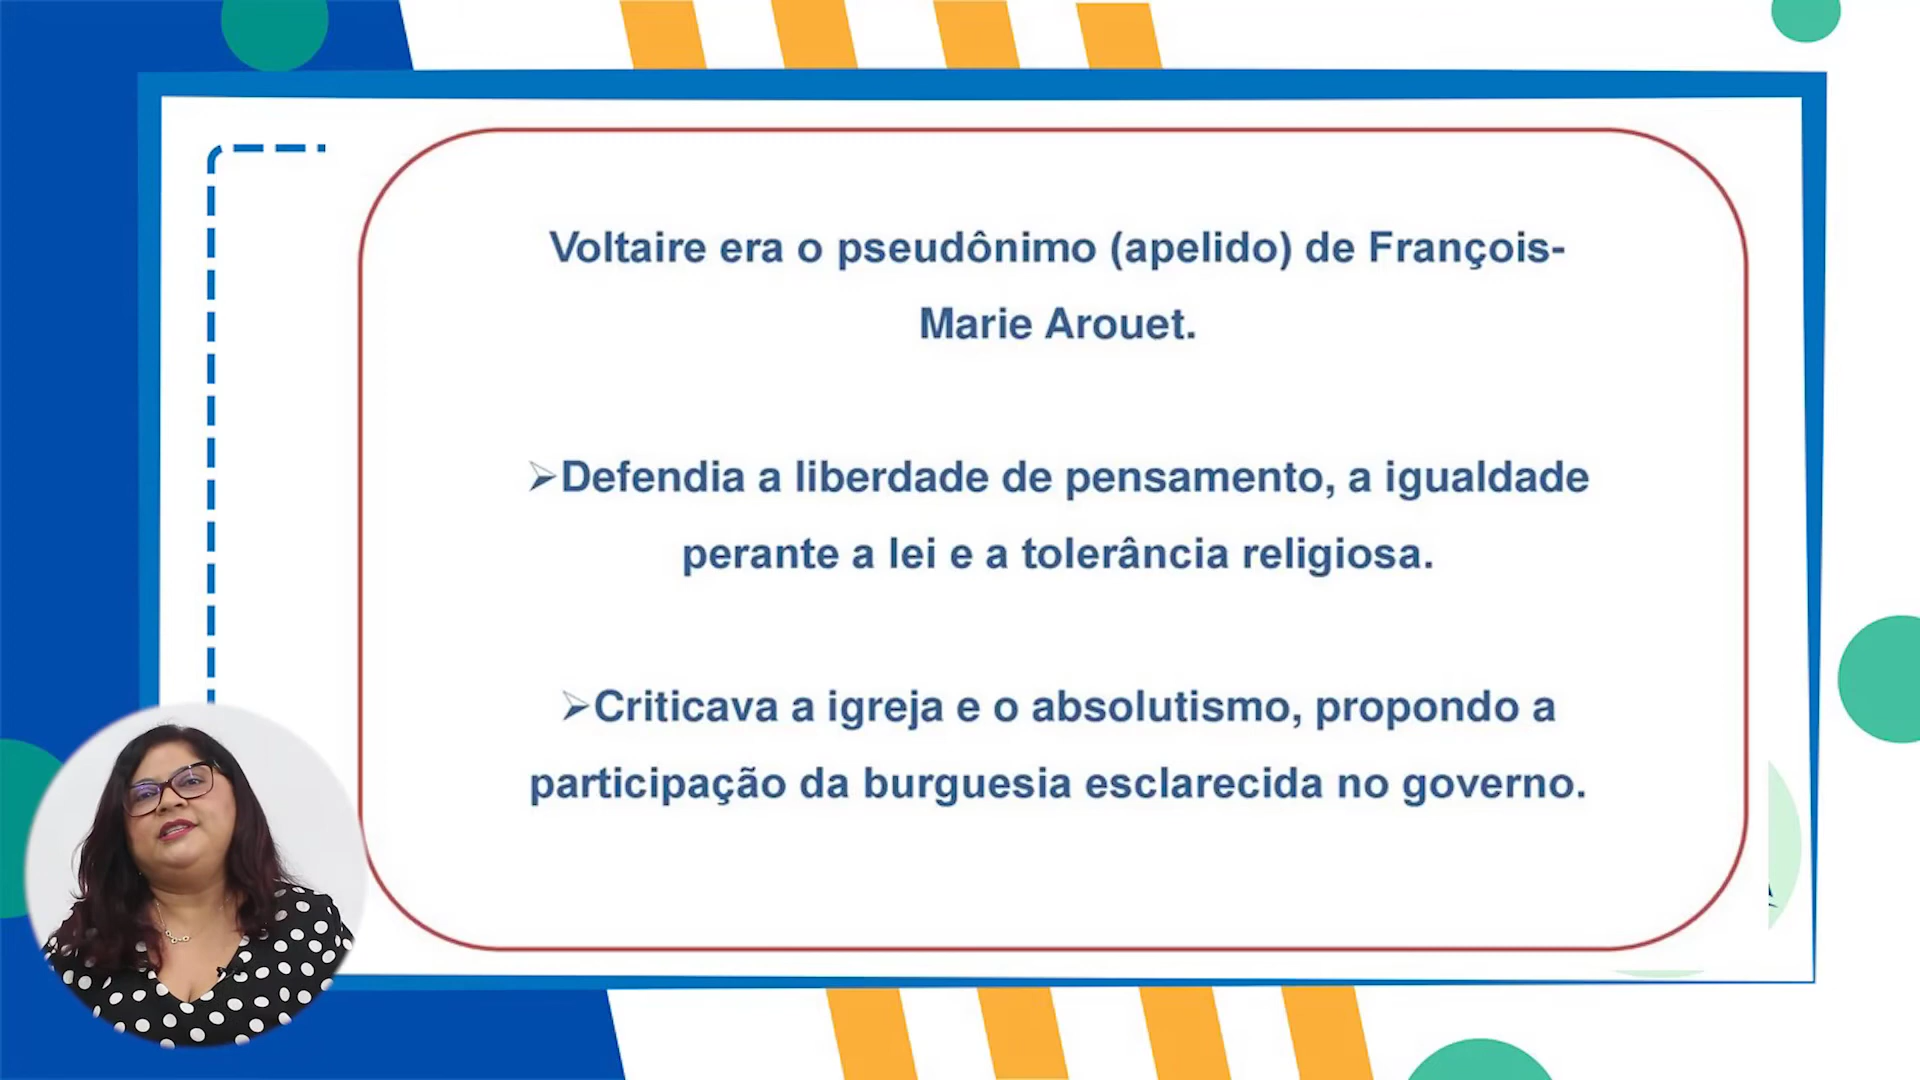 Voltaire era o pseudônimo (apelido) de François-
Marie Arouet.
➢Defendia a liberdade de pensamento, a igualdade
perante a lei e a tolerância religiosa.
➢Criticava a igreja e o absolutismo, propondo a
participação da burguesia esclarecida no governo.